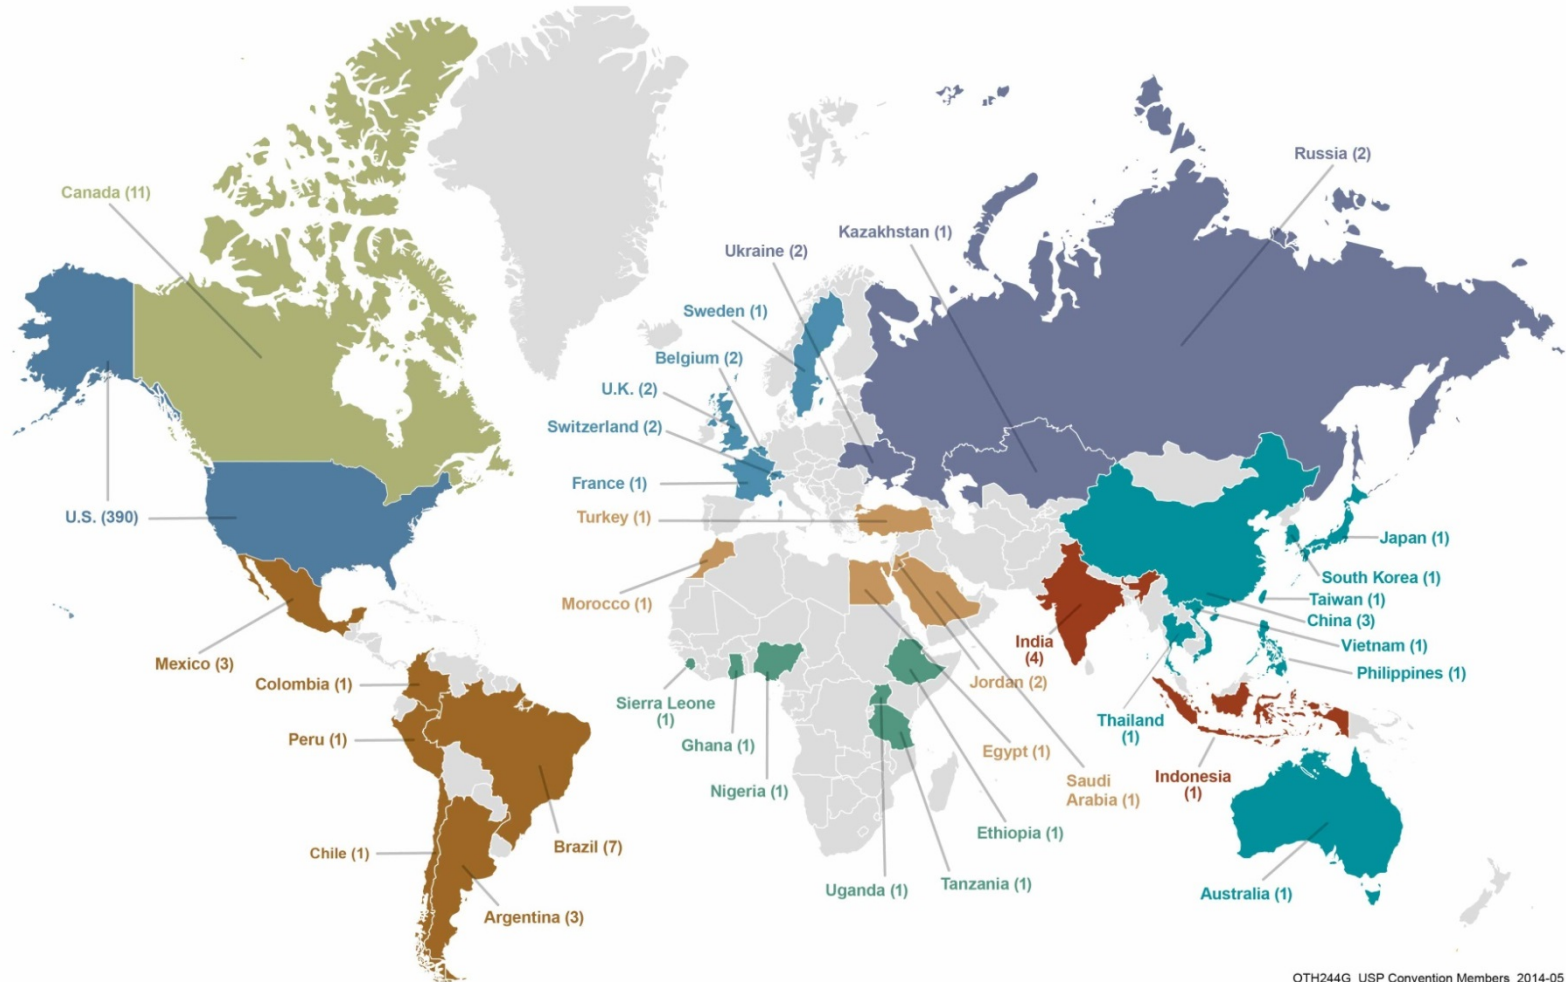 Russia (2)
Canada (11)
Kazakhstan (1)
Ukraine (2)
Sweden (1)
Belgium (2)
U.K. (2)
Switzerland (2)
France (1)
U.S. (390)
Turkey (1)
Japan (1)
South Korea (1)
Taiwan (1)
Morocco (1)
China (3)
India
(4)
Vietnam (1)
Mexico (3)
Philippines (1)
Colombia (1)
Jordan (2)
Sierra Leone
(1)
Thailand
(1)
Peru (1)
Ghana (1)
Egypt (1)
Saudi
Arabia (1)
Indonesia
(1)
Nigeria (1)
Ethiopia (1)
Brazil (7)
Chile (1)
Tanzania (1)
Uganda (1)
Australia (1)
Argentina (3)
OTH244G USP Convention Members 2014-05